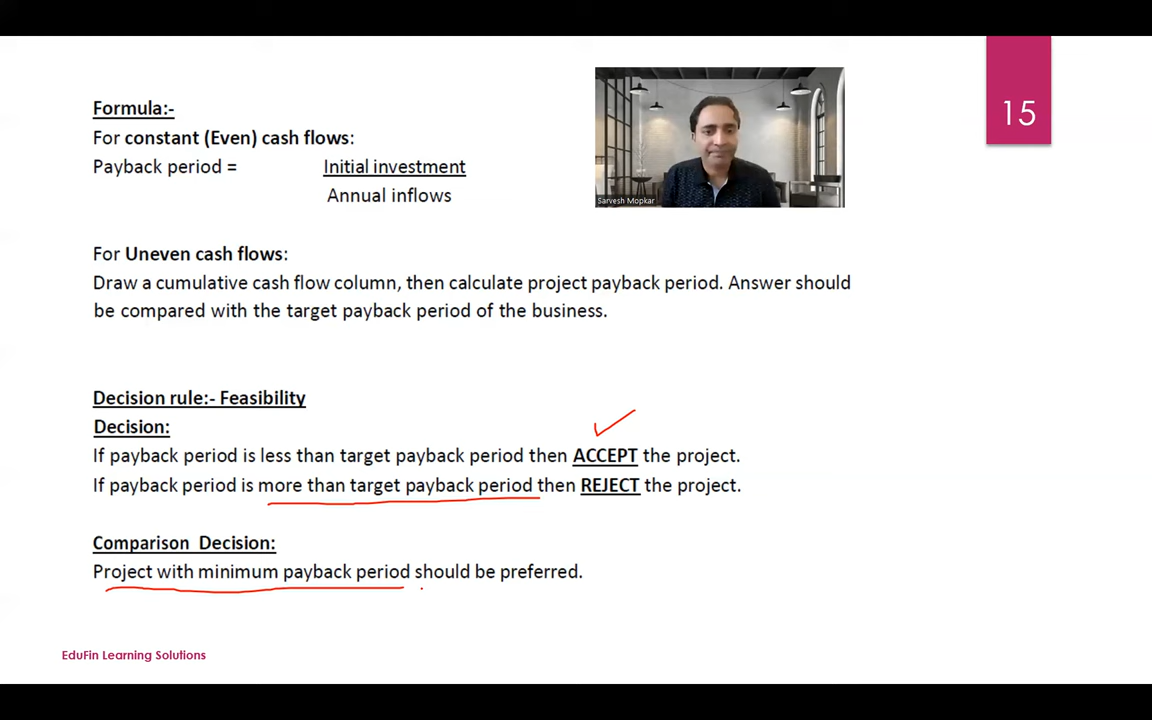 15
Formula:-
For constant (Even) cash flows:
Payback period = Initial investment
Annual inflows
Sarvesh Mopkar
For Uneven cash flows:
Draw a cumulative cash flow column, then calculate project payback period. Answer should
be compared with the target payback period of the business.
Decision rule:- Feasibility
Decision:
If payback period is less than target payback period then ACCEPT the project.
If payback period is more than target payback period then REJECT the project.
Comparison Decision:
Project with minimum payback period should be preferred.
EduFin Learning Solutions